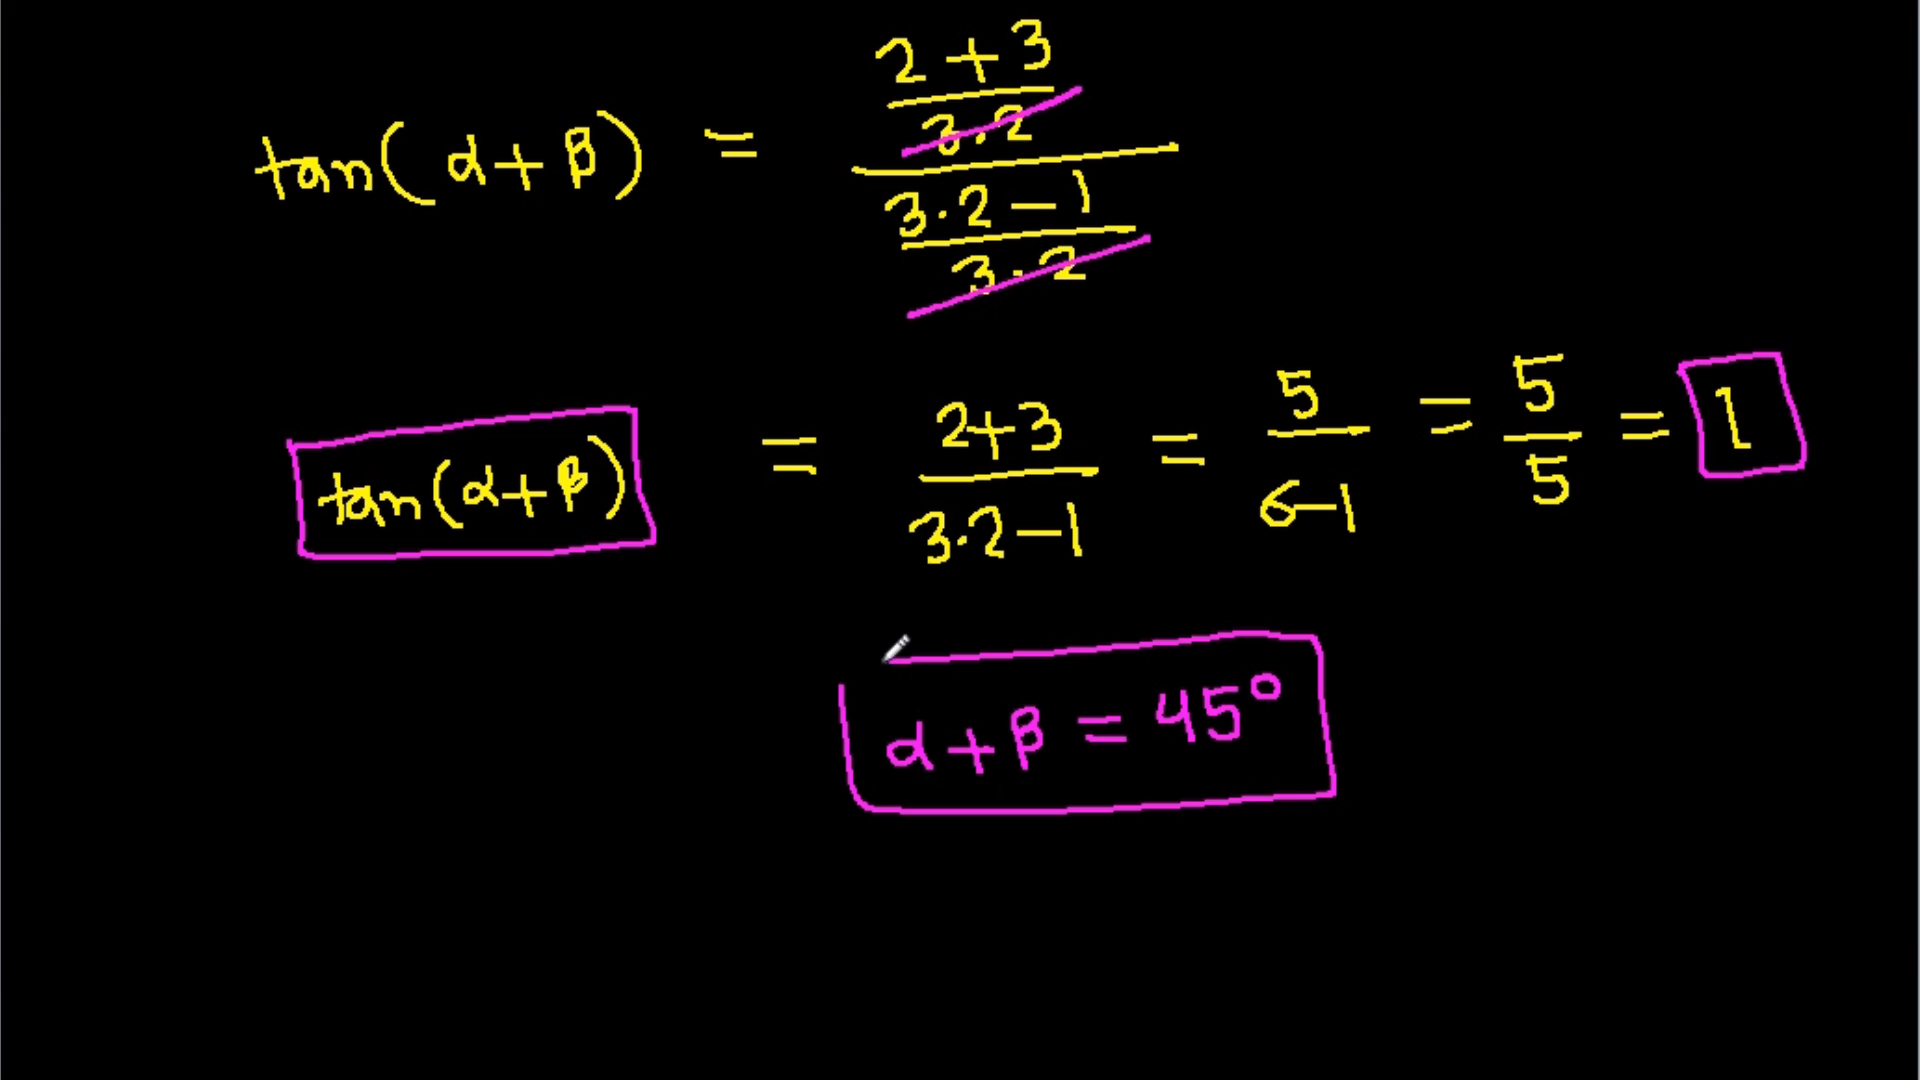 2 + 3
3.2
tan(α+β) =
3.2 - 1
3.2
tan(α+β) = 2+3 / 3.2-1 = 5 / 6-1 = 5 / 5 = 1
α+β = 45°